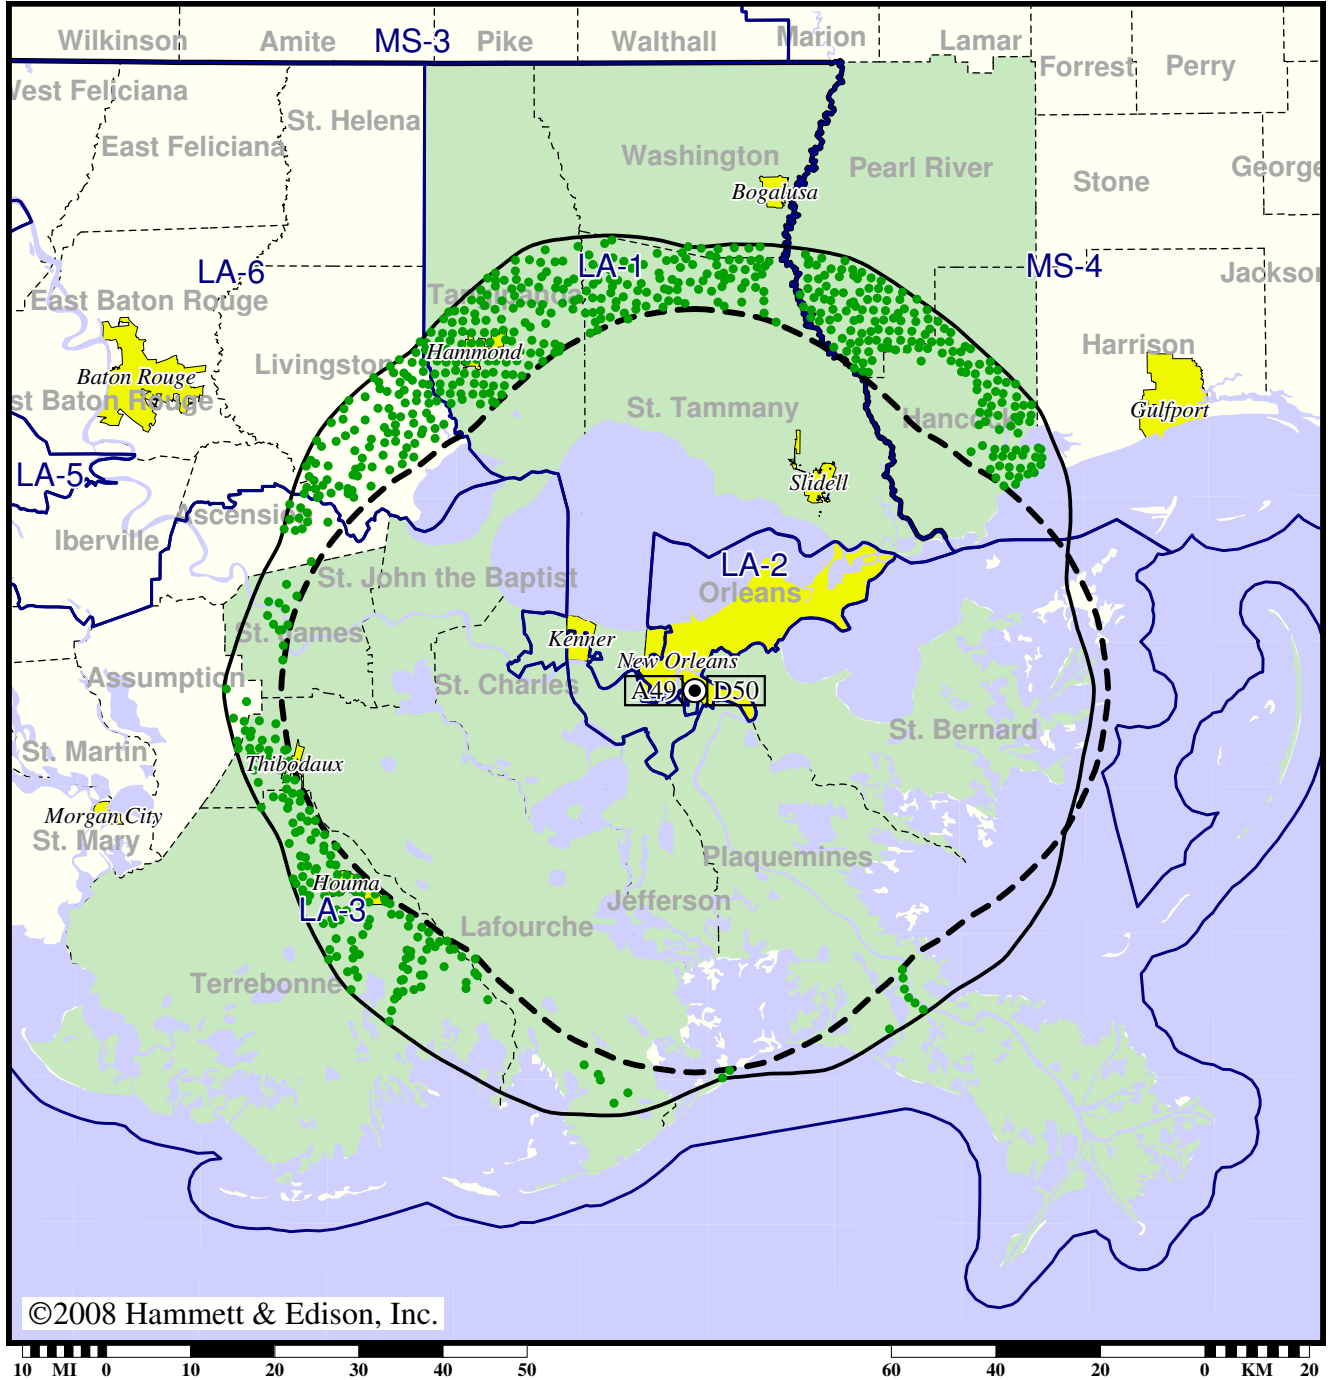 Wilkinson
Amite
MS-3
Pike
Walthall
Marion
Lamar
Forrest
Perry
West Feliciana
East Feliciana
St. Helena
Washington
Bogalusa
Pearl River
Stone
George
LA-6
LA-1
MS-4
Jackson
East Baton Rouge
Tangipahoa
Hammond
Livingston
Harrison
Baton Rouge
st Baton Rouge
St. Tammany
Hancock
Gulfport
LA-5
Slidell
Ascensio
Iberville
LA-2
St. John the Baptist
Orleans
St. James
Kenner
New Orleans
Assumption
St. Charles
A49
D50
St. Bernard
St. Martin
Thibodaux
Morgan City
St. Mary
Plaquemines
Houma
LA-3
Jefferson
Lafourche
Terrebonne
©2008 Hammett & Edison, Inc.
10 MI 0 10 20 30 40 50
60 40 20 0 KM 20